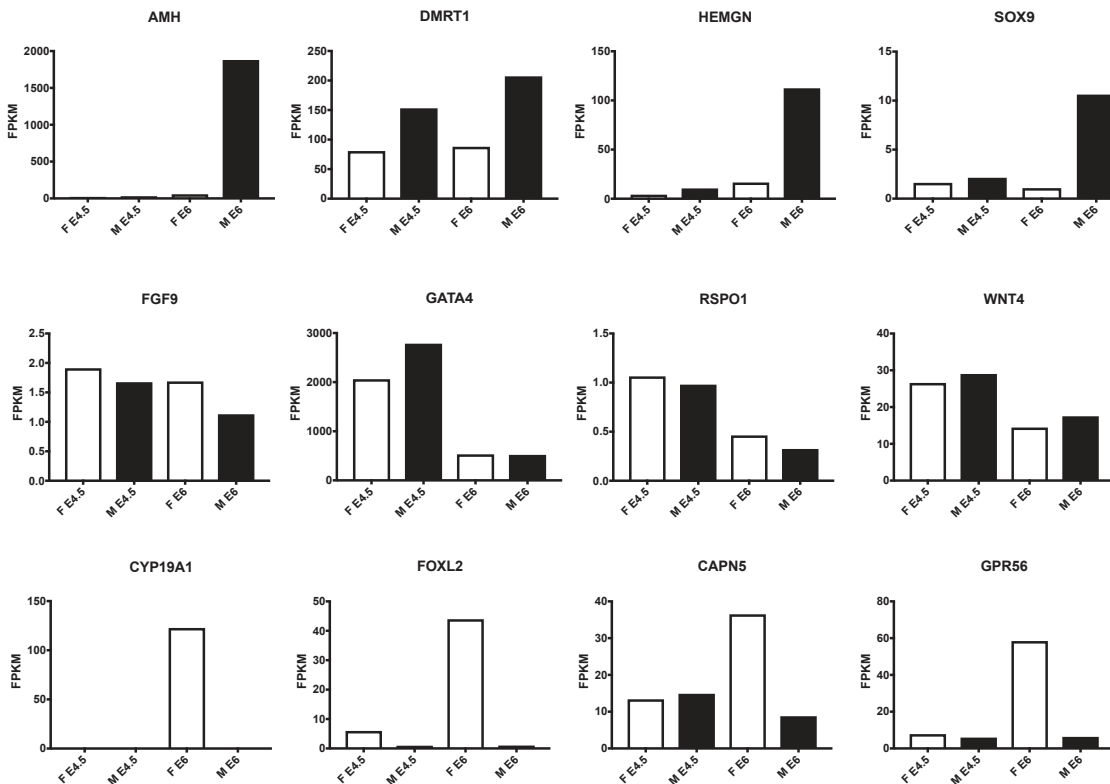 AMH
DMRT1
HEMGN
SOX9
FPKM
2000
1500
1000
500
0
F E4.5
M E4.5
F E6
M E6
FPKM
250
200
150
100
50
0
F E4.5
M E4.5
F E6
M E6
FPKM
150
100
50
0
F E4.5
M E4.5
F E6
M E6
FPKM
15
10
5
0
F E4.5
M E4.5
F E6
M E6
FGF9
GATA4
RSPO1
WNT4
FPKM
2.5
2.0
1.5
1.0
0.5
0.0
F E4.5
M E4.5
F E6
M E6
FPKM
3000
2000
1000
0
F E4.5
M E4.5
F E6
M E6
FPKM
1.5
1.0
0.5
0.0
F E4.5
M E4.5
F E6
M E6
FPKM
40
30
20
10
0
F E4.5
M E4.5
F E6
M E6
CYP19A1
FOXL2
CAPN5
GPR56
FPKM
150
100
50
0
F E4.5
M E4.5
F E6
M E6
FPKM
50
40
30
20
10
0
F E4.5
M E4.5
F E6
M E6
FPKM
40
30
20
10
0
F E4.5
M E4.5
F E6
M E6
FPKM
80
60
40
20
0
F E4.5
M E4.5
F E6
M E6